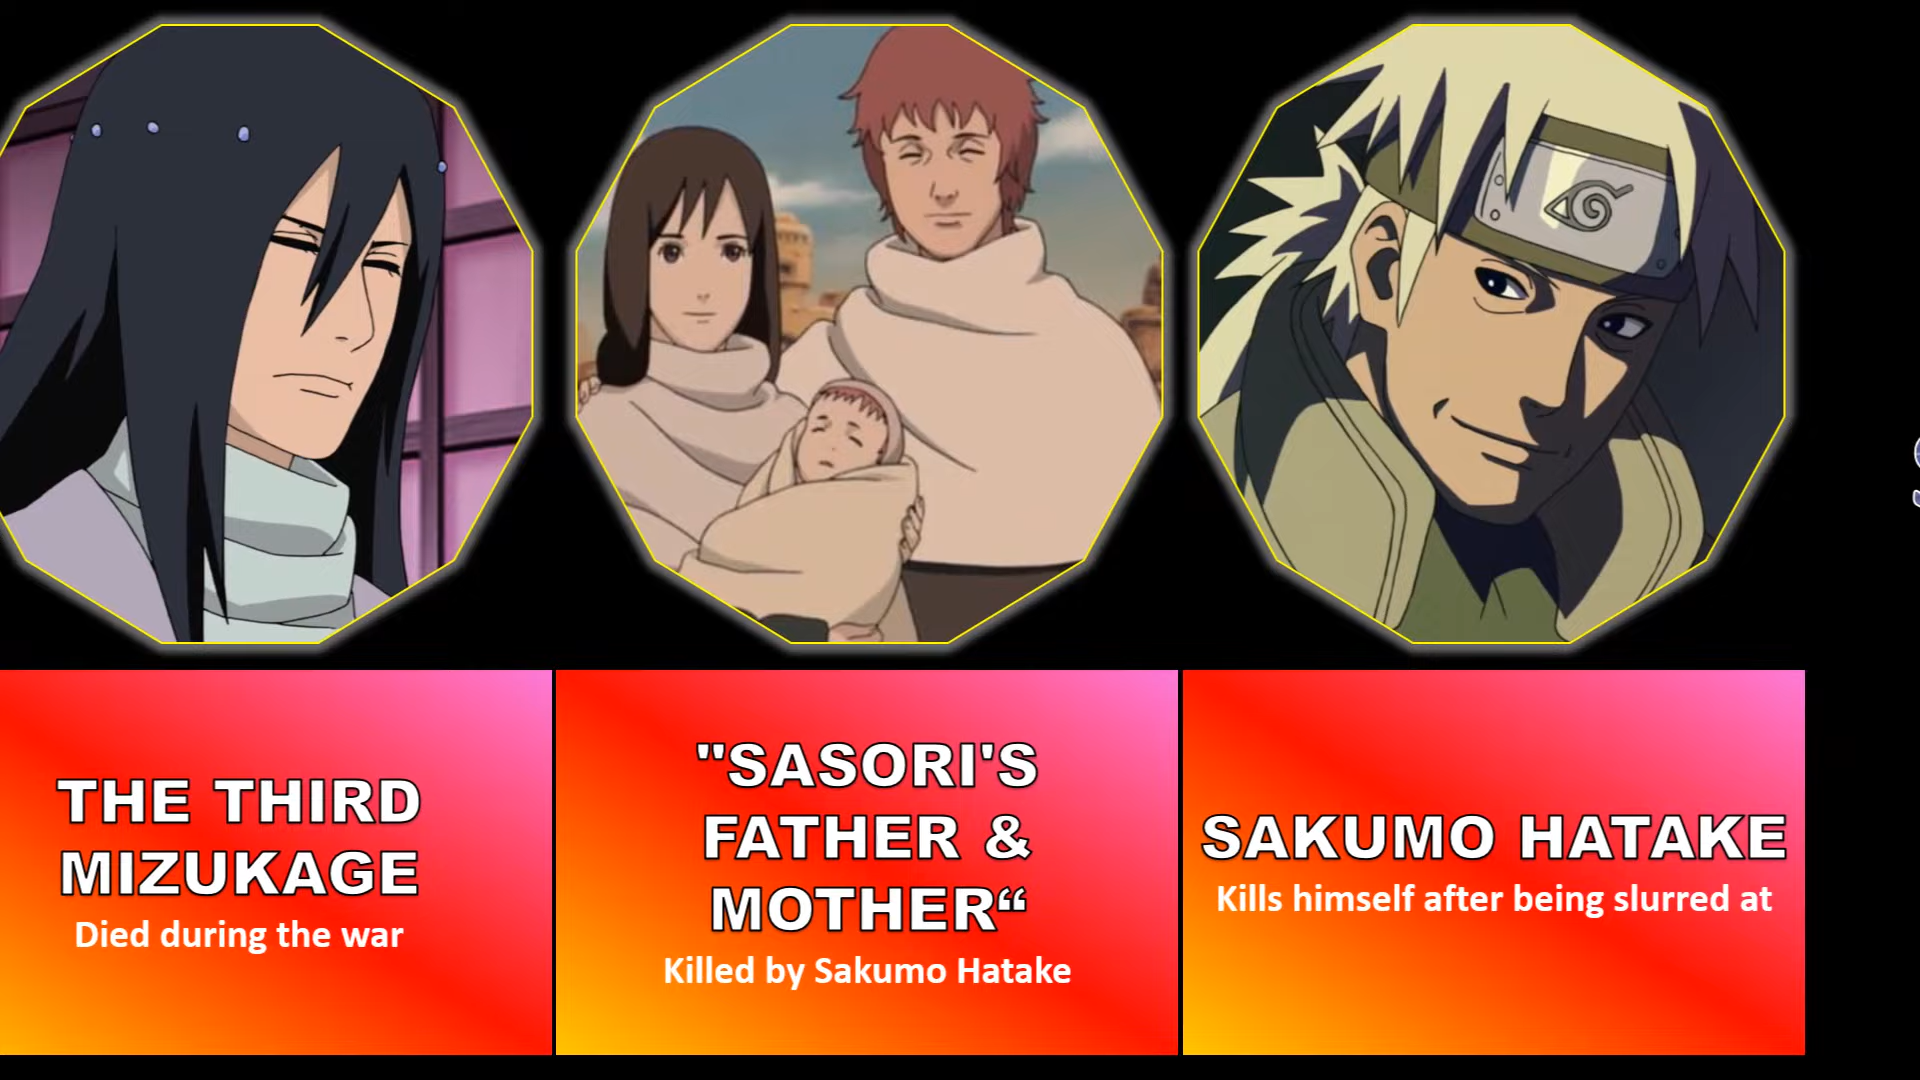 THE THIRD
MIZUKAGE
Died during the war
"SASORI'S
FATHER &
MOTHER“
Killed by Sakumo Hatake
SAKUMO HATAKE
Kills himself after being slurred at